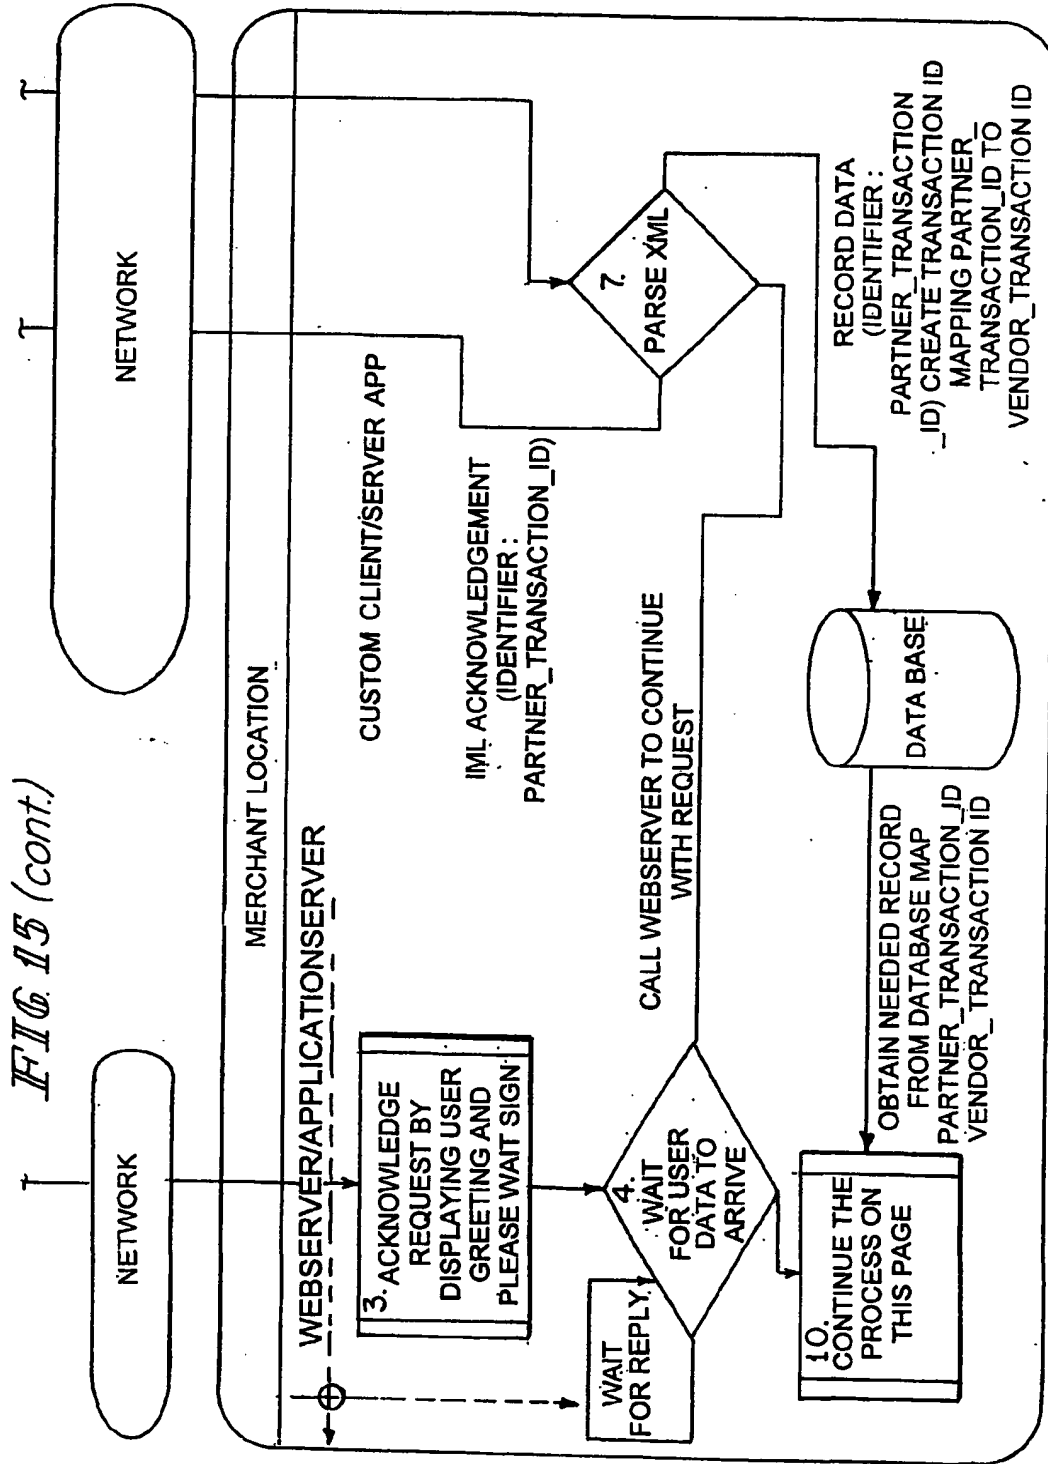 FIG. 15 (cont.)
NETWORK
NETWORK
MERCHANT LOCATION
WEBSERVER/APPLICATIONSERVER
CUSTOM CLIENT/SERVER APP
3. ACKNOWLEDGE
REQUEST BY
DISPLAYING USER
GREETING AND
PLEASE WAIT SIGN
IML ACKNOWLEDGEMENT
(IDENTIFIER :
PARTNER_TRANSACTION_ID)
7.
PARSE XML
WAIT
FOR REPLY
4.
WAIT
FOR USER
DATA TO
ARRIVE
CALL WEBSERVER TO CONTINUE
WITH REQUEST
10.
CONTINUE THE
PROCESS ON
THIS PAGE
OBTAIN NEEDED RECORD
FROM DATABASE MAP
PARTNER_TRANSACTION_ID
VENDOR_TRANSACTION ID
DATA BASE
RECORD DATA
(IDENTIFIER :
PARTNER_TRANSACTION
_ID) CREATE TRANSACTION ID
MAPPING PARTNER_
TRANSACTION_ID TO
VENDOR_TRANSACTION ID